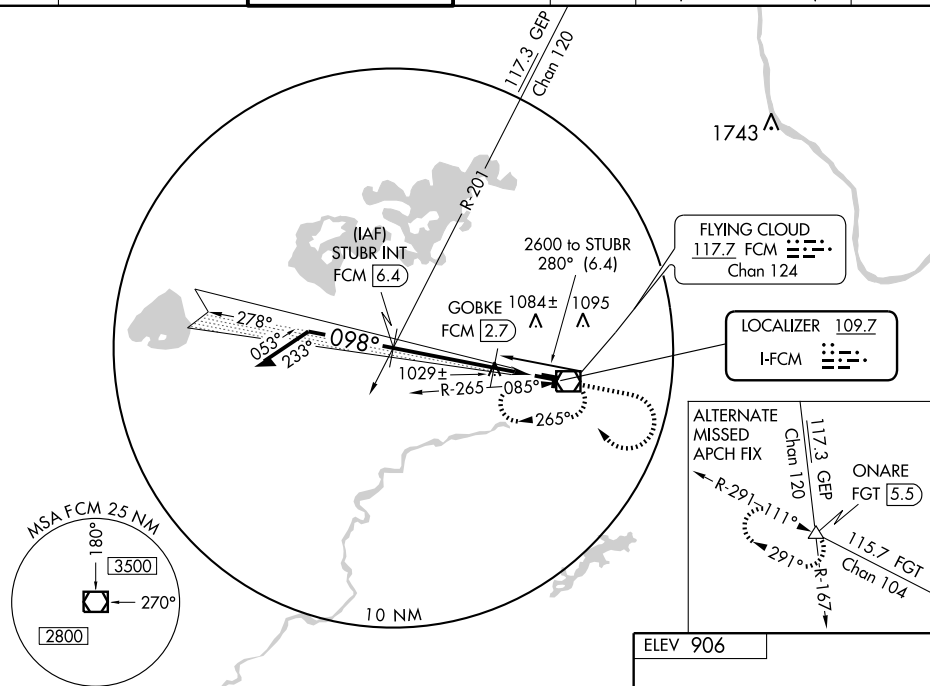 117.3 GEP
Chan 120
R-201
1743
(IAF)
STUBR INT
FCM 6.4
2600 to STUBR
280° (6.4)
FLYING CLOUD
117.7 FCM
Chan 124
GOBKE
FCM 2.7
1084±
1095
LOCALIZER 109.7
I-FCM
278°
053°
233°
098°
1029±
R-265
085°
265°
ALTERNATE
MISSED
APCH FIX
117.3 GEP
Chan 120
ONARE
FGT 5.5
R-291
111°
291°
115.7 FGT
Chan 104
R-167
MSA FCM 25 NM
180°
3500
270°
2800
10 NM
ELEV 906